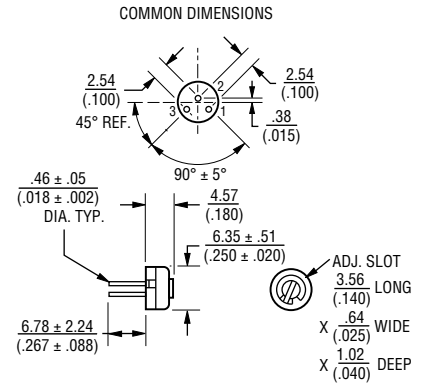 COMMON DIMENSIONS
2.54
(.100)
2.54
(.100)
2
3
1
.38
(.015)
45° REF.
90° ± 5°
.46 ± .05
(.018 ± .002)
DIA. TYP.
4.57
(.180)
6.35 ± .51
(.250 ± .020)
6.78 ± 2.24
(.267 ± .088)
ADJ. SLOT
3.56
(.140) LONG
X .64
(.025) WIDE
X 1.02
(.040) DEEP